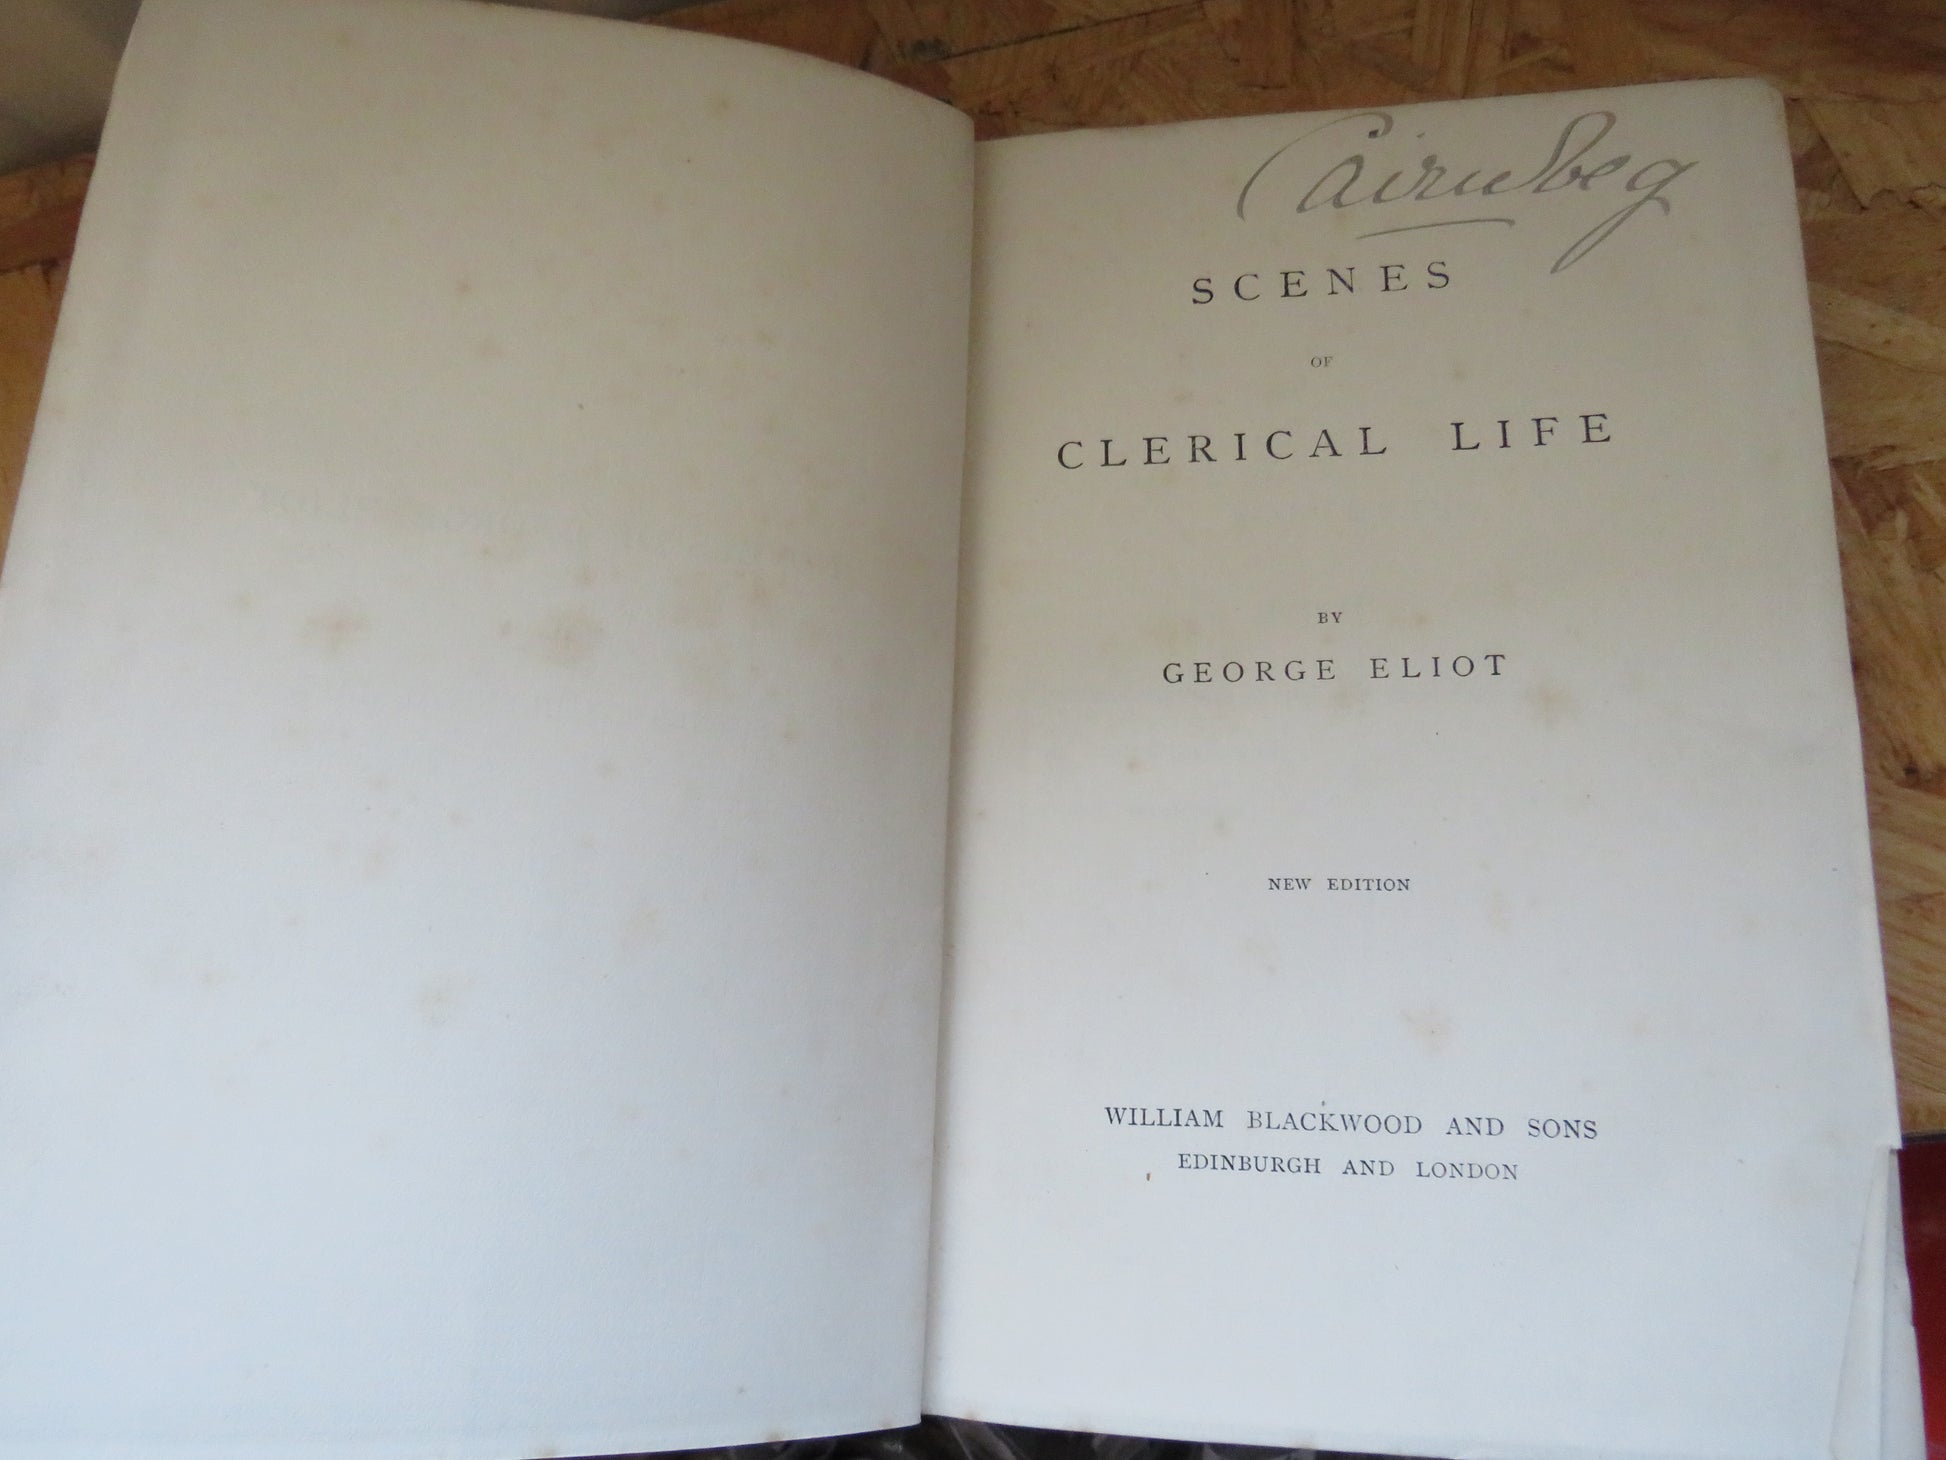 SCENES
OF
CLERICAL LIFE
BY
GEORGE ELIOT
NEW EDITION
WILLIAM BLACKWOOD AND SONS
EDINBURGH AND LONDON